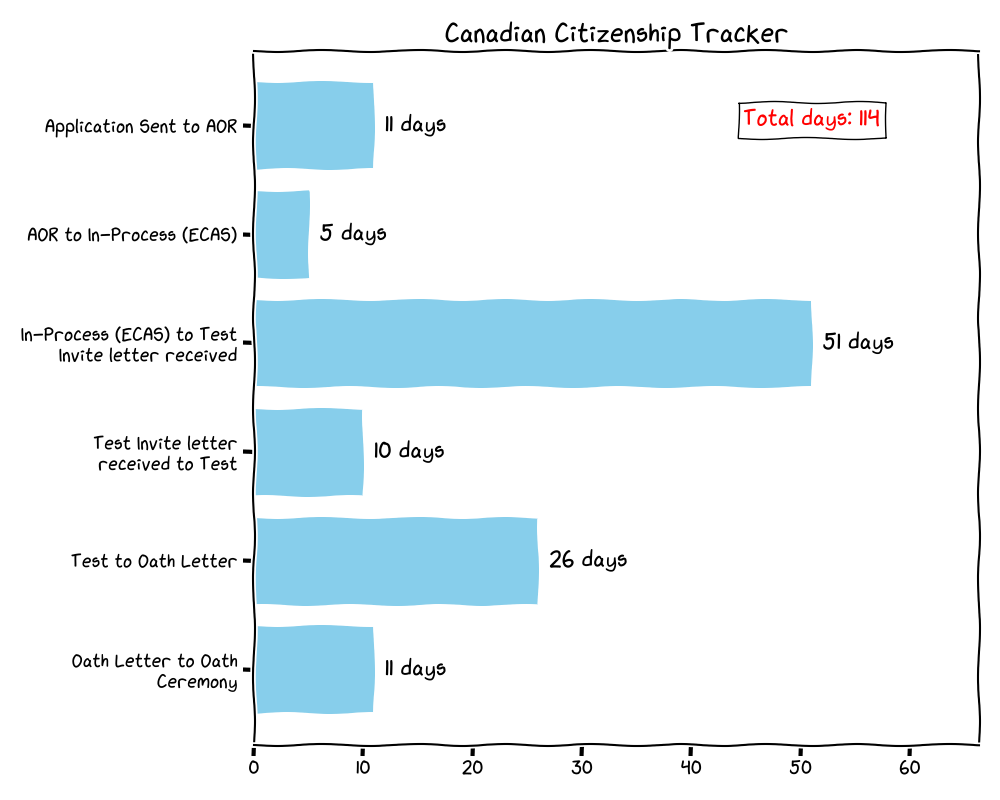 Canadian Citizenship Tracker
Application Sent to AOR
11 days
Total days: 114
AOR to In-Process (ECAS)
5 days
In-Process (ECAS) to Test
Invite letter received
51 days
Test Invite letter
received to Test
10 days
Test to Oath Letter
26 days
Oath Letter to Oath
Ceremony
11 days
0 10 20 30 40 50 60